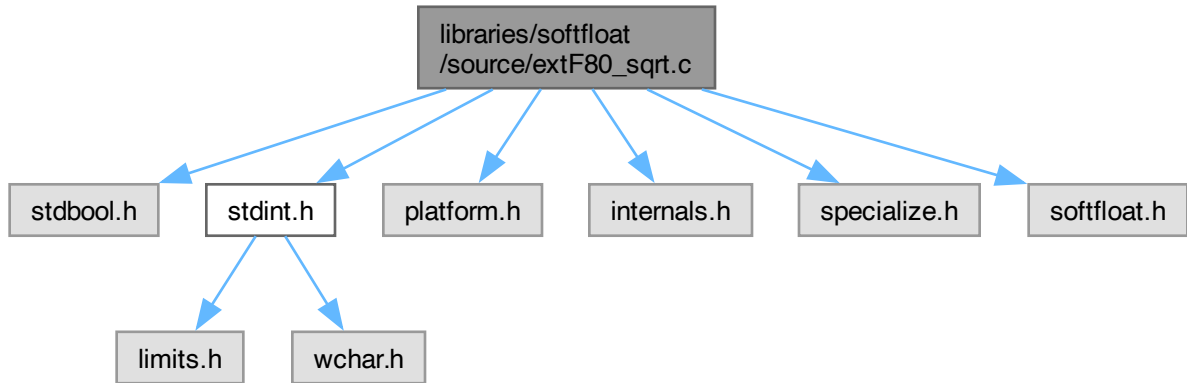 libraries/softfloat
/source/extF80_sqrt.c
stdbool.h
stdint.h
platform.h
internals.h
specialize.h
softfloat.h
limits.h
wchar.h